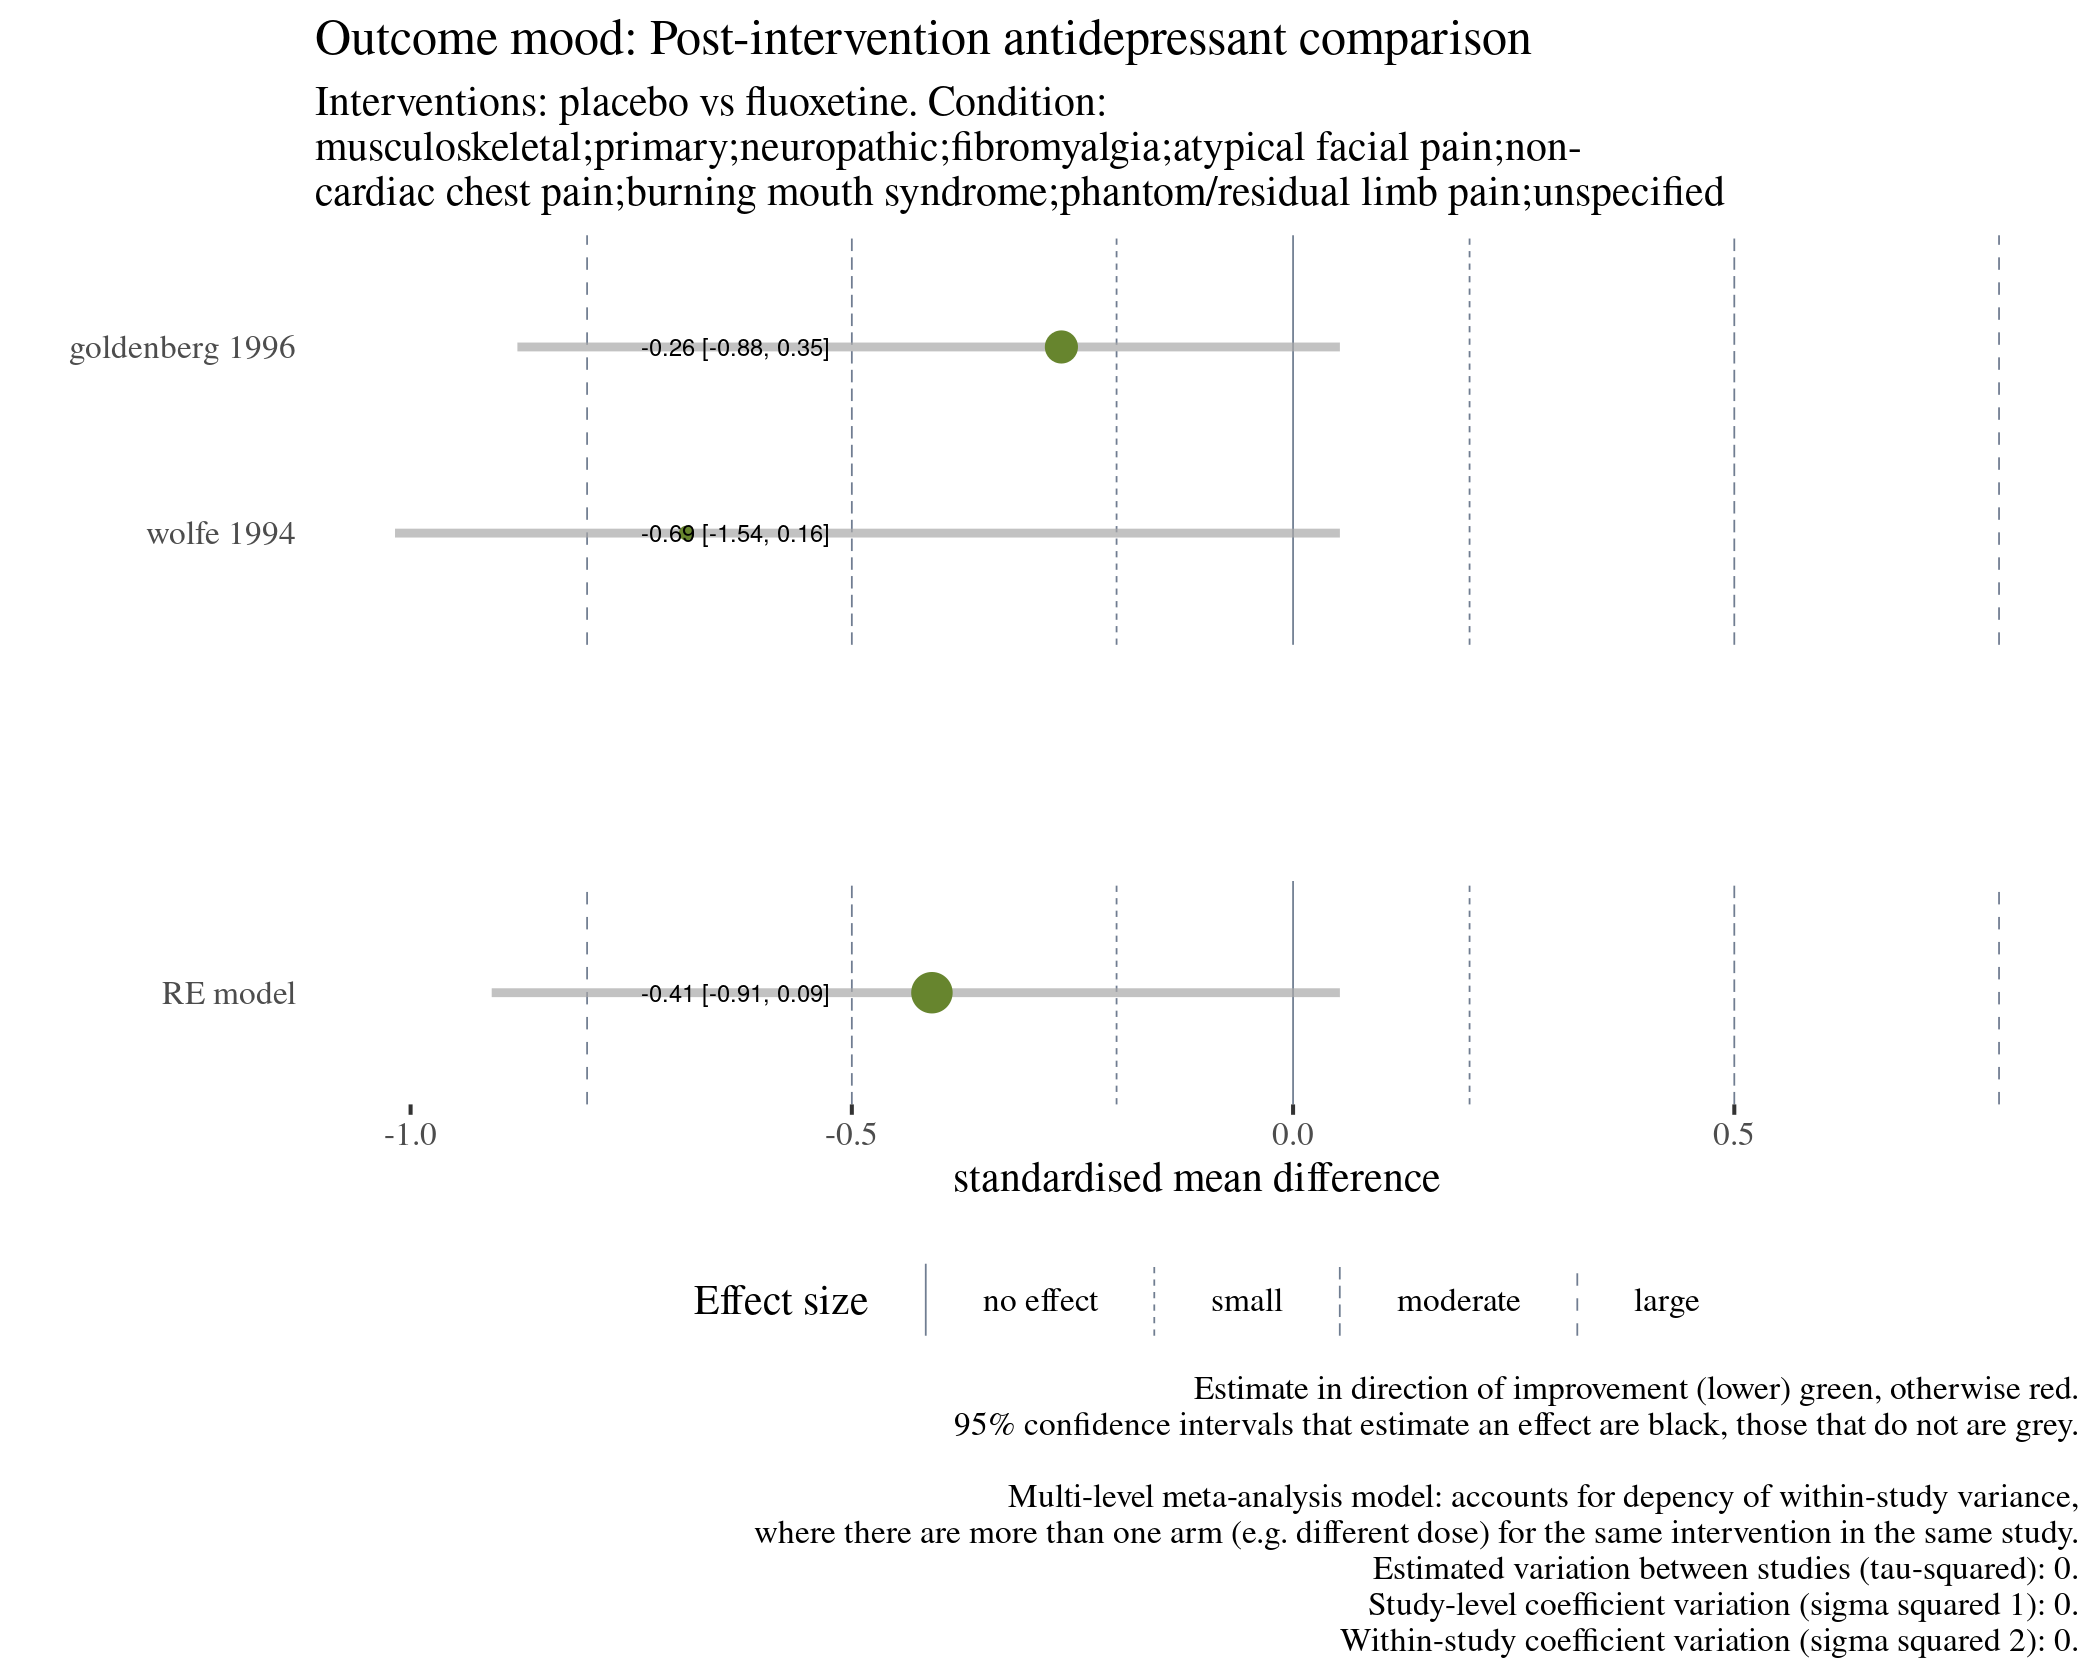 Outcome mood: Post-intervention antidepressant comparison
Interventions: placebo vs fluoxetine. Condition:
musculoskeletal;primary;neuropathic;fibromyalgia;atypical facial pain;non-
cardiac chest pain;burning mouth syndrome;phantom/residual limb pain;unspecified
goldenberg 1996
-0.26 [-0.88, 0.35]
wolfe 1994
-0.69 [-1.54, 0.16]
RE model
-0.41 [-0.91, 0.09]
-1.0 -0.5 0.0 0.5
standardised mean difference
Effect size no effect small moderate large
Estimate in direction of improvement (lower) green, otherwise red.
95% confidence intervals that estimate an effect are black, those that do not are grey.
Multi-level meta-analysis model: accounts for depency of within-study variance,
where there are more than one arm (e.g. different dose) for the same intervention in the same study.
Estimated variation between studies (tau-squared): 0.
Study-level coefficient variation (sigma squared 1): 0.
Within-study coefficient variation (sigma squared 2): 0.